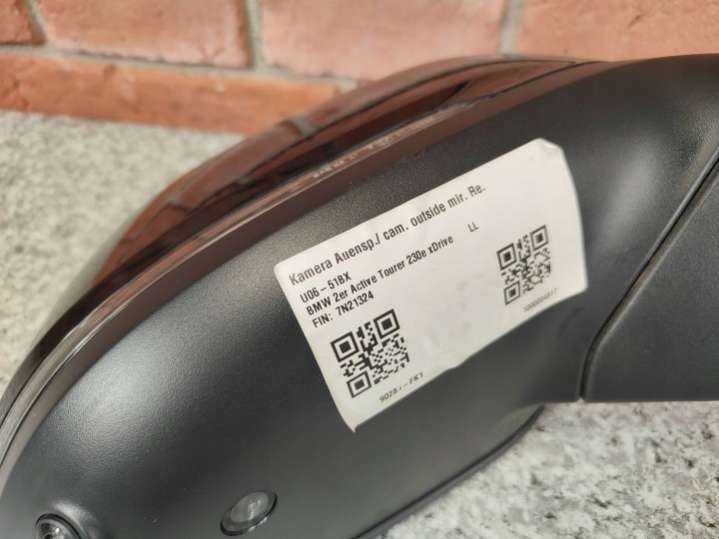 Kamera Auensp./ cam. outside mir. Re.
U06-51BX
BMW 2er Active Tourer 230e xDrive LL
FIN: 7N21324